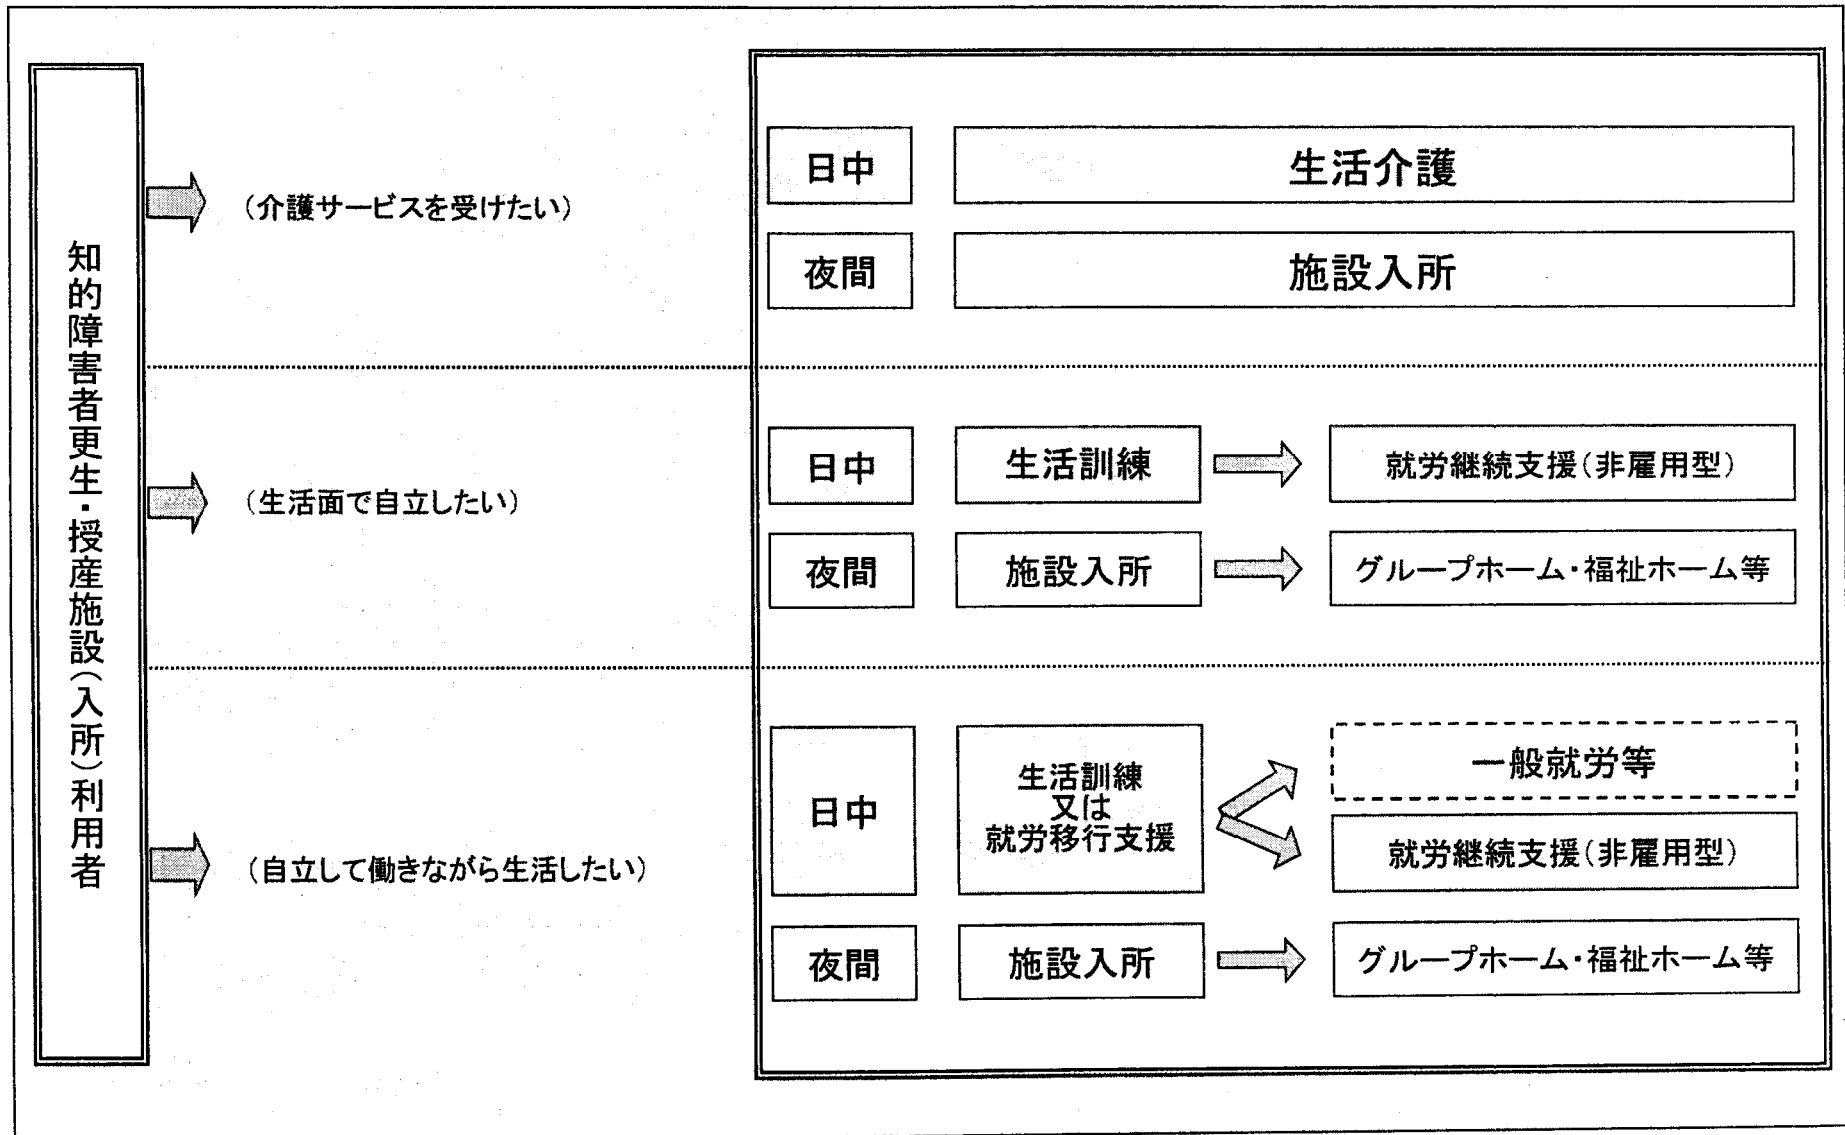 知的障害者更生・授産施設(入所)利用者
(介護サービスを受けたい)
日中
生活介護
夜間
施設入所
(生活面で自立したい)
日中
生活訓練
就労継続支援(非雇用型)
夜間
施設入所
グループホーム・福祉ホーム等
(自立して働きながら生活したい)
日中
生活訓練
又は
就労移行支援
一般就労等
就労継続支援(非雇用型)
夜間
施設入所
グループホーム・福祉ホーム等